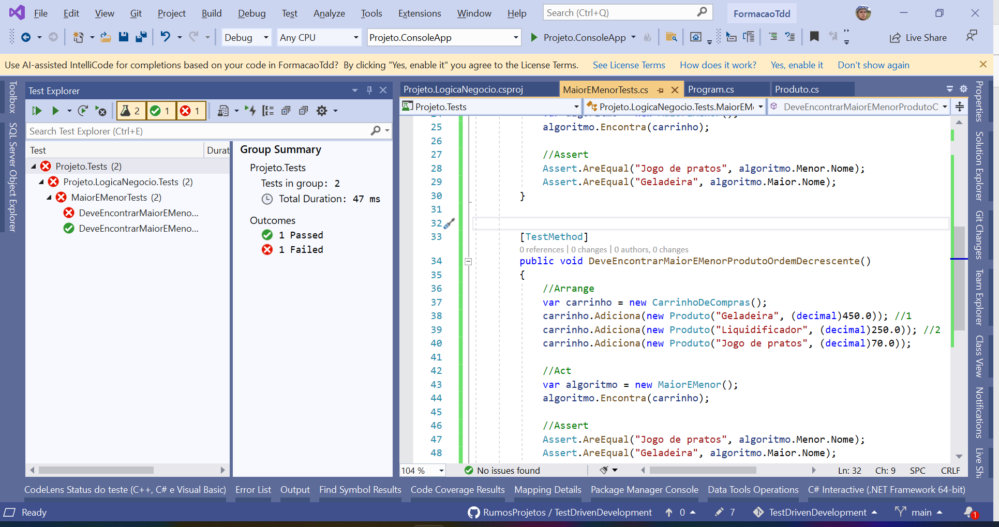 File Edit View Git Project Build Debug Test Analyze Tools Extensions Window Help Search (Ctrl+Q) FormacaoTdd
Debug Any CPU Projeto.ConsoleApp Projeto.ConsoleApp Live Share
Use AI-assisted IntelliCode for completions based on your code in FormacaoTdd? By clicking "Yes, enable it" you agree to the License Terms. See License Terms How does it work? Yes, enable it Don't show again
Toolbox
SQL Server Object Explorer
Test Explorer
2 1 1
Search Test Explorer (Ctrl+E)
Test Durat
Projeto.Tests (2)
Projeto.LogicaNegocio.Tests (2)
MaiorEMenorTests (2)
DeveEncontrarMaiorEMeno...
DeveEncontrarMaiorEMeno...
Group Summary
Projeto.Tests
Tests in group: 2
Total Duration: 47 ms
Outcomes
1 Passed
1 Failed
Projeto.LogicaNegocio.csproj MaiorEMenorTests.cs Program.cs Produto.cs
Projeto.Tests Projeto.LogicaNegocio.Tests.MaiorEM DeveEncontrarMaiorEMenorProdutoC
25 algoritmo.Encontra(carrinho);
26
27 //Assert
28 Assert.AreEqual("Jogo de pratos", algoritmo.Menor.Nome);
29 Assert.AreEqual("Geladeira", algoritmo.Maior.Nome);
30 }
31
32
33 [TestMethod]
0 references | 0 changes | 0 authors, 0 changes
34 public void DeveEncontrarMaiorEMenorProdutoOrdemDecrescente()
35 {
36 //Arrange
37 var carrinho = new CarrinhoDeCompras();
38 carrinho.Adiciona(new Produto("Geladeira", (decimal)450.0)); //1
39 carrinho.Adiciona(new Produto("Liquidificador", (decimal)250.0)); //2
40 carrinho.Adiciona(new Produto("Jogo de pratos", (decimal)70.0));
41
42 //Act
43 var algoritmo = new MaiorEMenor();
44 algoritmo.Encontra(carrinho);
45
46 //Assert
47 Assert.AreEqual("Jogo de pratos", algoritmo.Menor.Nome);
48 Assert.AreEqual("Geladeira", algoritmo.Maior.Nome);
104 % No issues found Ln: 32 Ch: 9 SPC CRLF
Properties
Solution Explorer
Git Changes
Team Explorer
Class View
Notifications
Live Sh
CodeLens Status do teste (C++, C# e Visual Basic) Error List Output Find Symbol Results Code Coverage Results Mapping Details Package Manager Console Data Tools Operations C# Interactive (.NET Framework 64-bit)
Ready RumosProjetos / TestDrivenDevelopment 0 7 TestDrivenDevelopment main 1